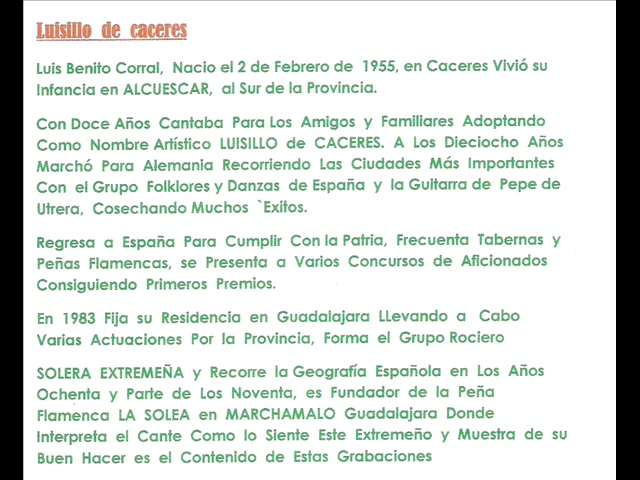 Luisillo de caceres
Luis Benito Corral, Nacio el 2 de Febrero de 1955, en Caceres Vivió su
Infancia en ALCUESCAR, al Sur de la Provincia.
Con Doce Años Cantaba Para Los Amigos y Familiares Adoptando
Como Nombre Artístico LUISILLO de CACERES. A Los Dieciocho Años
Marchó Para Alemania Recorriendo Las Ciudades Más Importantes
Con el Grupo Folklores y Danzas de España y la Guitarra de Pepe de
Utrera, Cosechando Muchos `Exitos.
Regresa a España Para Cumplir Con la Patria, Frecuenta Tabernas y
Peñas Flamencas, se Presenta a Varios Concursos de Aficionados
Consiguiendo Primeros Premios.
En 1983 Fija su Residencia en Guadalajara LLevando a Cabo
Varias Actuaciones Por la Provincia, Forma el Grupo Rociero
SOLERA EXTREMEÑA y Recorre la Geografía Española en Los Años
Ochenta y Parte de Los Noventa, es Fundador de la Peña
Flamenca LA SOLEA en MARCHAMALO Guadalajara Donde
Interpreta el Cante Como lo Siente Este Extremeño y Muestra de su
Buen Hacer es el Contenido de Estas Grabaciones